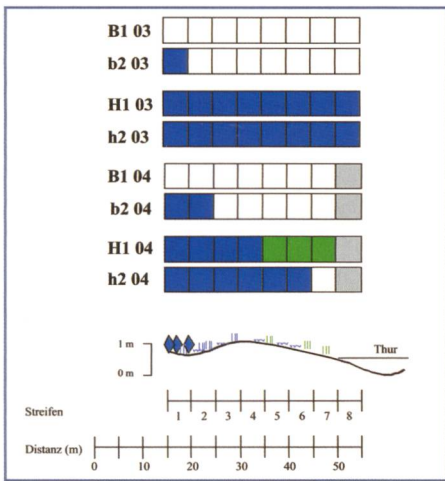 B1 03
b2 03
H1 03
h2 03
B1 04
b2 04
H1 04
h2 04
1 m
0 m
Thur
Streifen 1 2 3 4 5 6 7 8
Distanz (m)
0 10 20 30 40 50